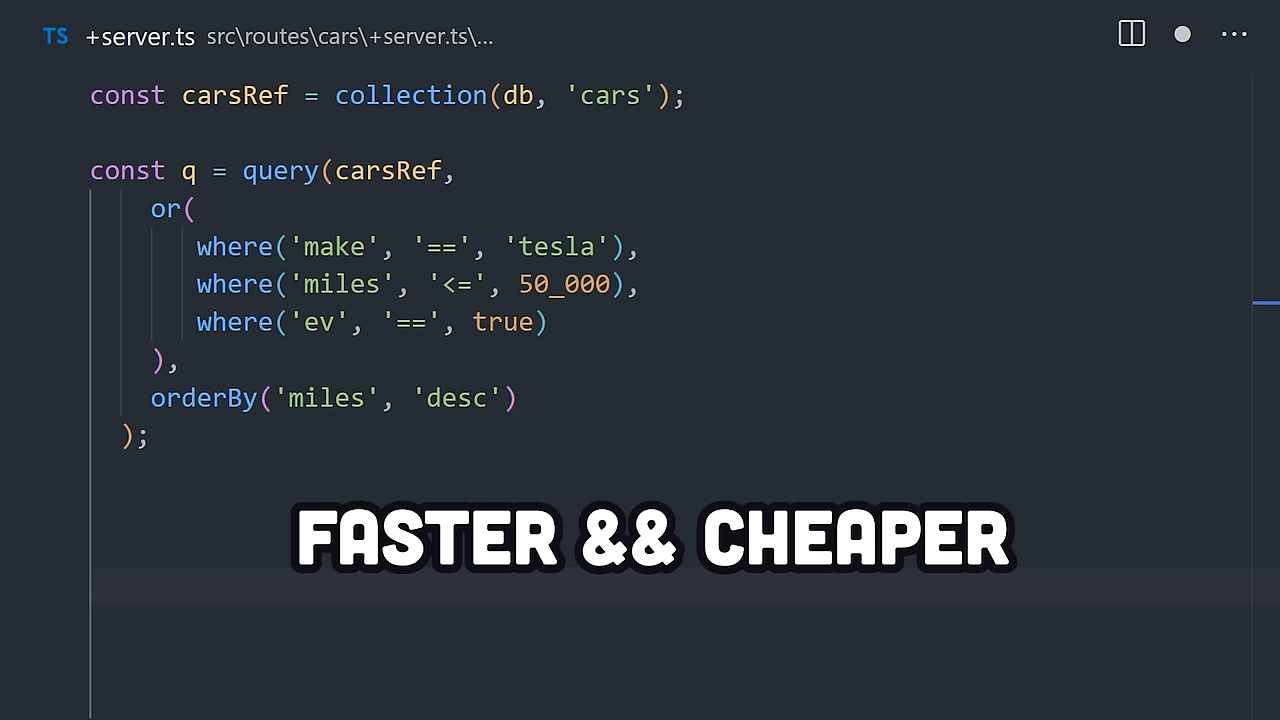 TS +server.ts src\routes\cars\+server.ts\...
const carsRef = collection(db, 'cars');
const q = query(carsRef,
or(
where('make', '==', 'tesla'),
where('miles', '<=', 50_000),
where('ev', '==', true)
),
orderBy('miles', 'desc')
);
FASTER && CHEAPER